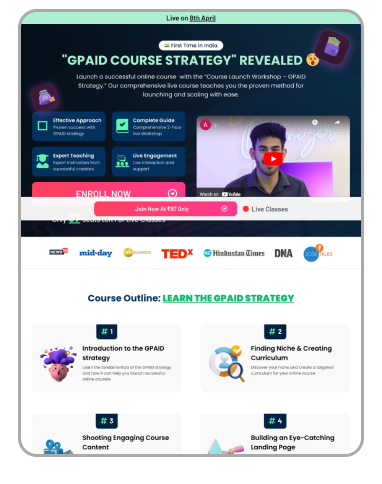 Live on 8th April
First Time in India
"GPAID COURSE STRATEGY" REVEALED
Launch a successful online course with the "Course Launch Workshop – GPAID
Strategy." Our comprehensive live course teaches you the proven method for
launching and scaling with ease.
Effective Approach
Proven success with
GPAID strategy
Complete Guide
Comprehensive 2-hour
live Workshop
Expert Teaching
Expert instruction from
successful creators
Live Engagement
Live interaction and
support
A
Watch on YouTube
ENROLL NOW
Join Now At ₹97 Only
Live Classes
Only 37 Seats Left For Live Classes
NEWS
mid-day
BUSINESS
TEDx
Hindustan Times
DNA
JOSH TALKS
Course Outline: LEARN THE GPAID STRATEGY
# 1
Introduction to the GPAID
strategy
Learn the fundamentals of the GPAID strategy
and how it can help you launch successful
online courses
# 2
Finding Niche & Creating
Curriculum
Discover your niche and create a targeted
curriculum for your online course
# 3
Shooting Engaging Course
Content
# 4
Building an Eye-Catching
Landing Page